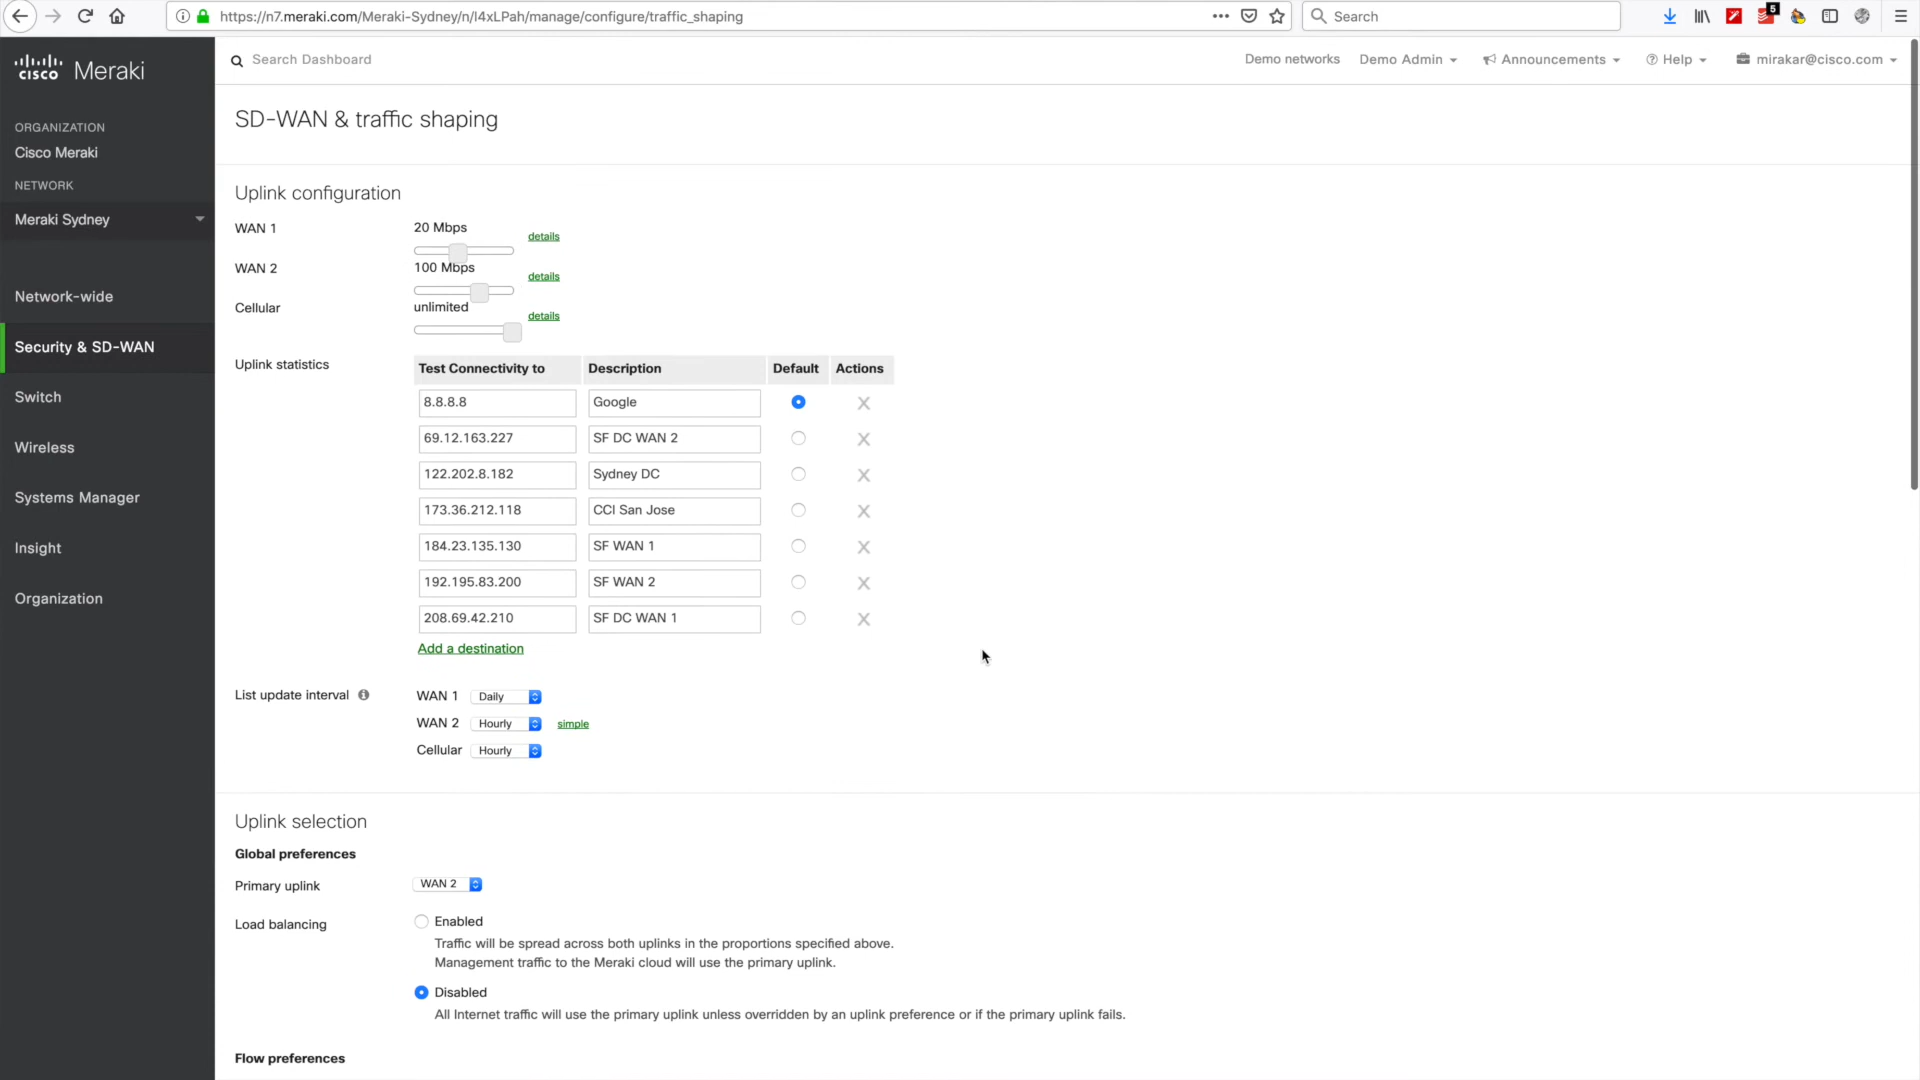 https://n7.meraki.com/Meraki-Sydney/n/I4xLPah/manage/configure/traffic_shaping
Search
5
cisco Meraki
Search Dashboard
Demo networks
Demo Admin
Announcements
Help
mirakar@cisco.com
ORGANIZATION
Cisco Meraki
NETWORK
Meraki Sydney
Network-wide
Security & SD-WAN
Switch
Wireless
Systems Manager
Insight
Organization
SD-WAN & traffic shaping
Uplink configuration
WAN 1 20 Mbps details
WAN 2 100 Mbps details
Cellular unlimited details
Uplink statistics
Test Connectivity to Description Default Actions
8.8.8.8 Google X
69.12.163.227 SF DC WAN 2 X
122.202.8.182 Sydney DC X
173.36.212.118 CCI San Jose X
184.23.135.130 SF WAN 1 X
192.195.83.200 SF WAN 2 X
208.69.42.210 SF DC WAN 1 X
Add a destination
List update interval WAN 1 Daily
WAN 2 Hourly simple
Cellular Hourly
Uplink selection
Global preferences
Primary uplink WAN 2
Load balancing Enabled
Traffic will be spread across both uplinks in the proportions specified above.
Management traffic to the Meraki cloud will use the primary uplink.
Disabled
All Internet traffic will use the primary uplink unless overridden by an uplink preference or if the primary uplink fails.
Flow preferences